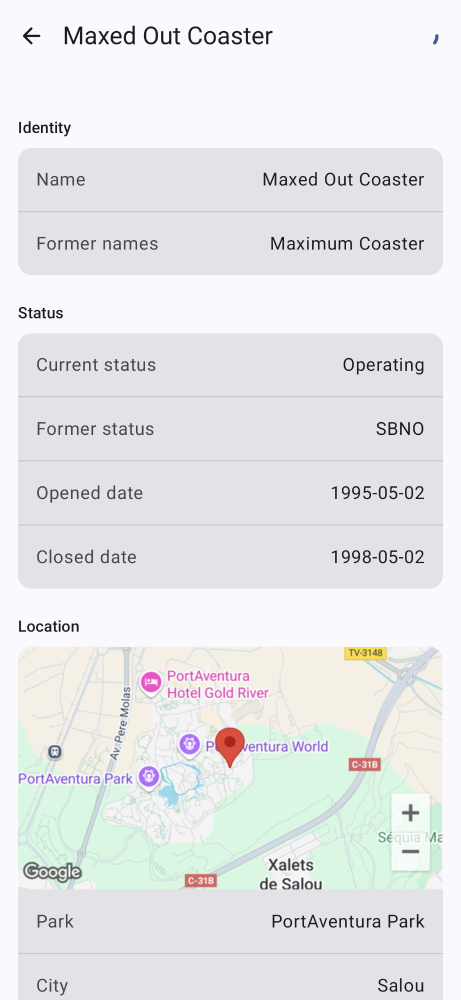 Maxed Out Coaster
Identity
Name Maxed Out Coaster
Former names Maximum Coaster
Status
Current status Operating
Former status SBNO
Opened date 1995-05-02
Closed date 1998-05-02
Location
TV-3148
PortAventura
Hotel Gold River
Av. Pere Molas
PortAventura World
C-31B
PortAventura Park
+
Séquia Ma
−
Google
Xalets
de Salou
C-31B
Park PortAventura Park
City Salou